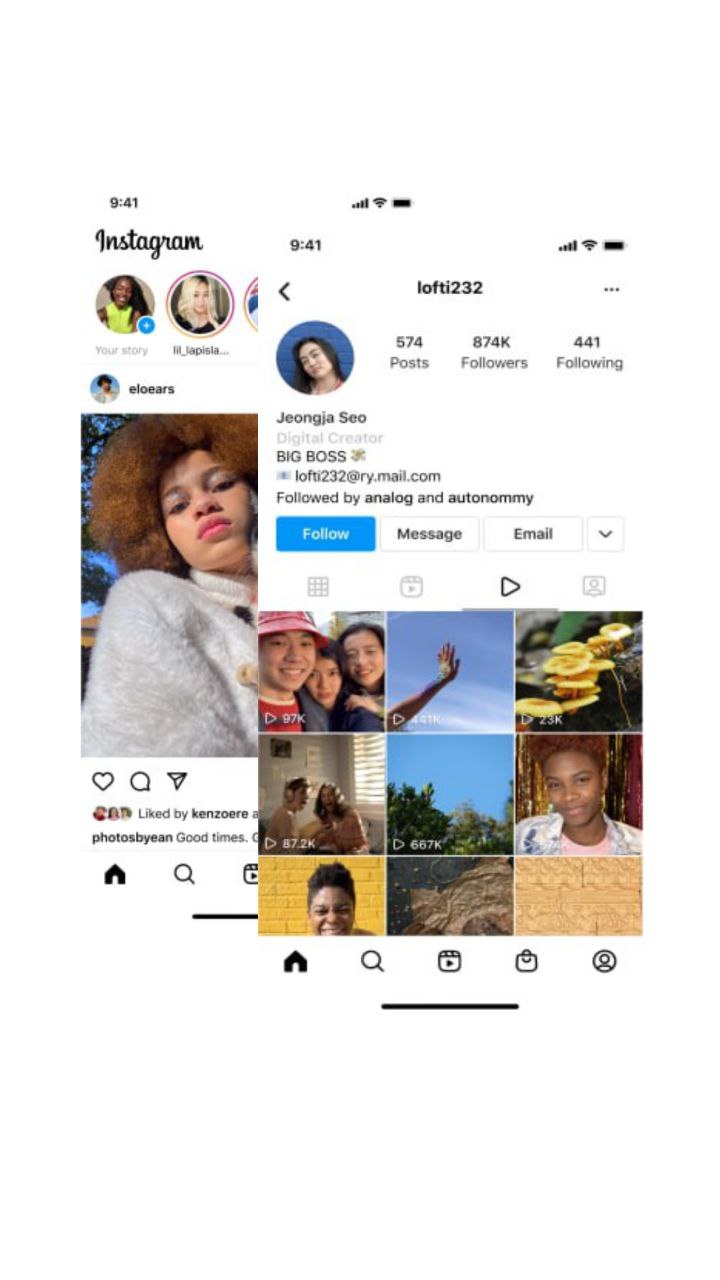 9:41
Instagram
Your story
lil_lapisla...
eloears
Liked by kenzoere a
photosbyean Good times. G
9:41
lofti232
574 874K 441
Posts Followers Following
Jeongja Seo
Digital Creator
BIG BOSS
lofti232@ry.mail.com
Followed by analog and autonommy
Follow Message Email
97K 441K 23K
87.2K 667K